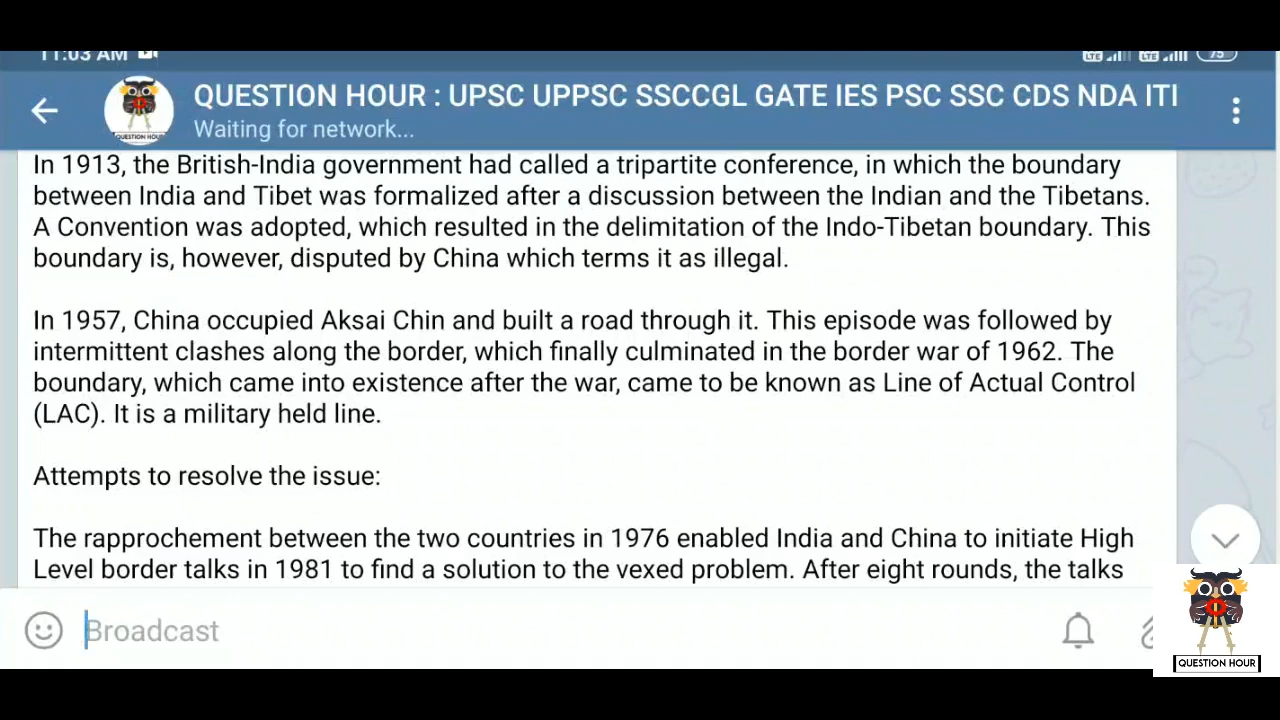 11:03 AM
LTE LTE 75
QUESTION HOUR : UPSC UPPSC SSCCGL GATE IES PSC SSC CDS NDA ITI
QUESTION HOUR
Waiting for network...
In 1913, the British-India government had called a tripartite conference, in which the boundary
between India and Tibet was formalized after a discussion between the Indian and the Tibetans.
A Convention was adopted, which resulted in the delimitation of the Indo-Tibetan boundary. This
boundary is, however, disputed by China which terms it as illegal.
In 1957, China occupied Aksai Chin and built a road through it. This episode was followed by
intermittent clashes along the border, which finally culminated in the border war of 1962. The
boundary, which came into existence after the war, came to be known as Line of Actual Control
(LAC). It is a military held line.
Attempts to resolve the issue:
The rapprochement between the two countries in 1976 enabled India and China to initiate High
Level border talks in 1981 to find a solution to the vexed problem. After eight rounds, the talks
Broadcast
QUESTION HOUR